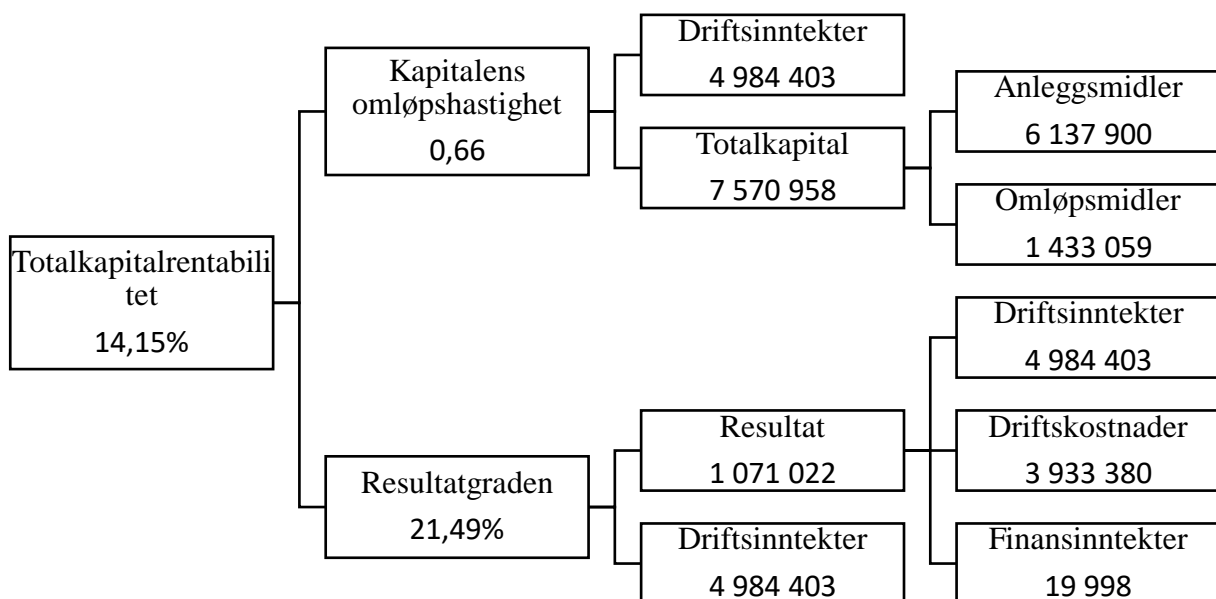 Driftsinntekter
4 984 403
Kapitalens
omløpshastighet
0,66
Anleggsmidler
6 137 900
Totalkapital
7 570 958
Omløpsmidler
1 433 059
Totalkapitalrentabili
tet
14,15%
Driftsinntekter
4 984 403
Resultat
1 071 022
Driftskostnader
3 933 380
Resultatgraden
21,49%
Driftsinntekter
4 984 403
Finansinntekter
19 998